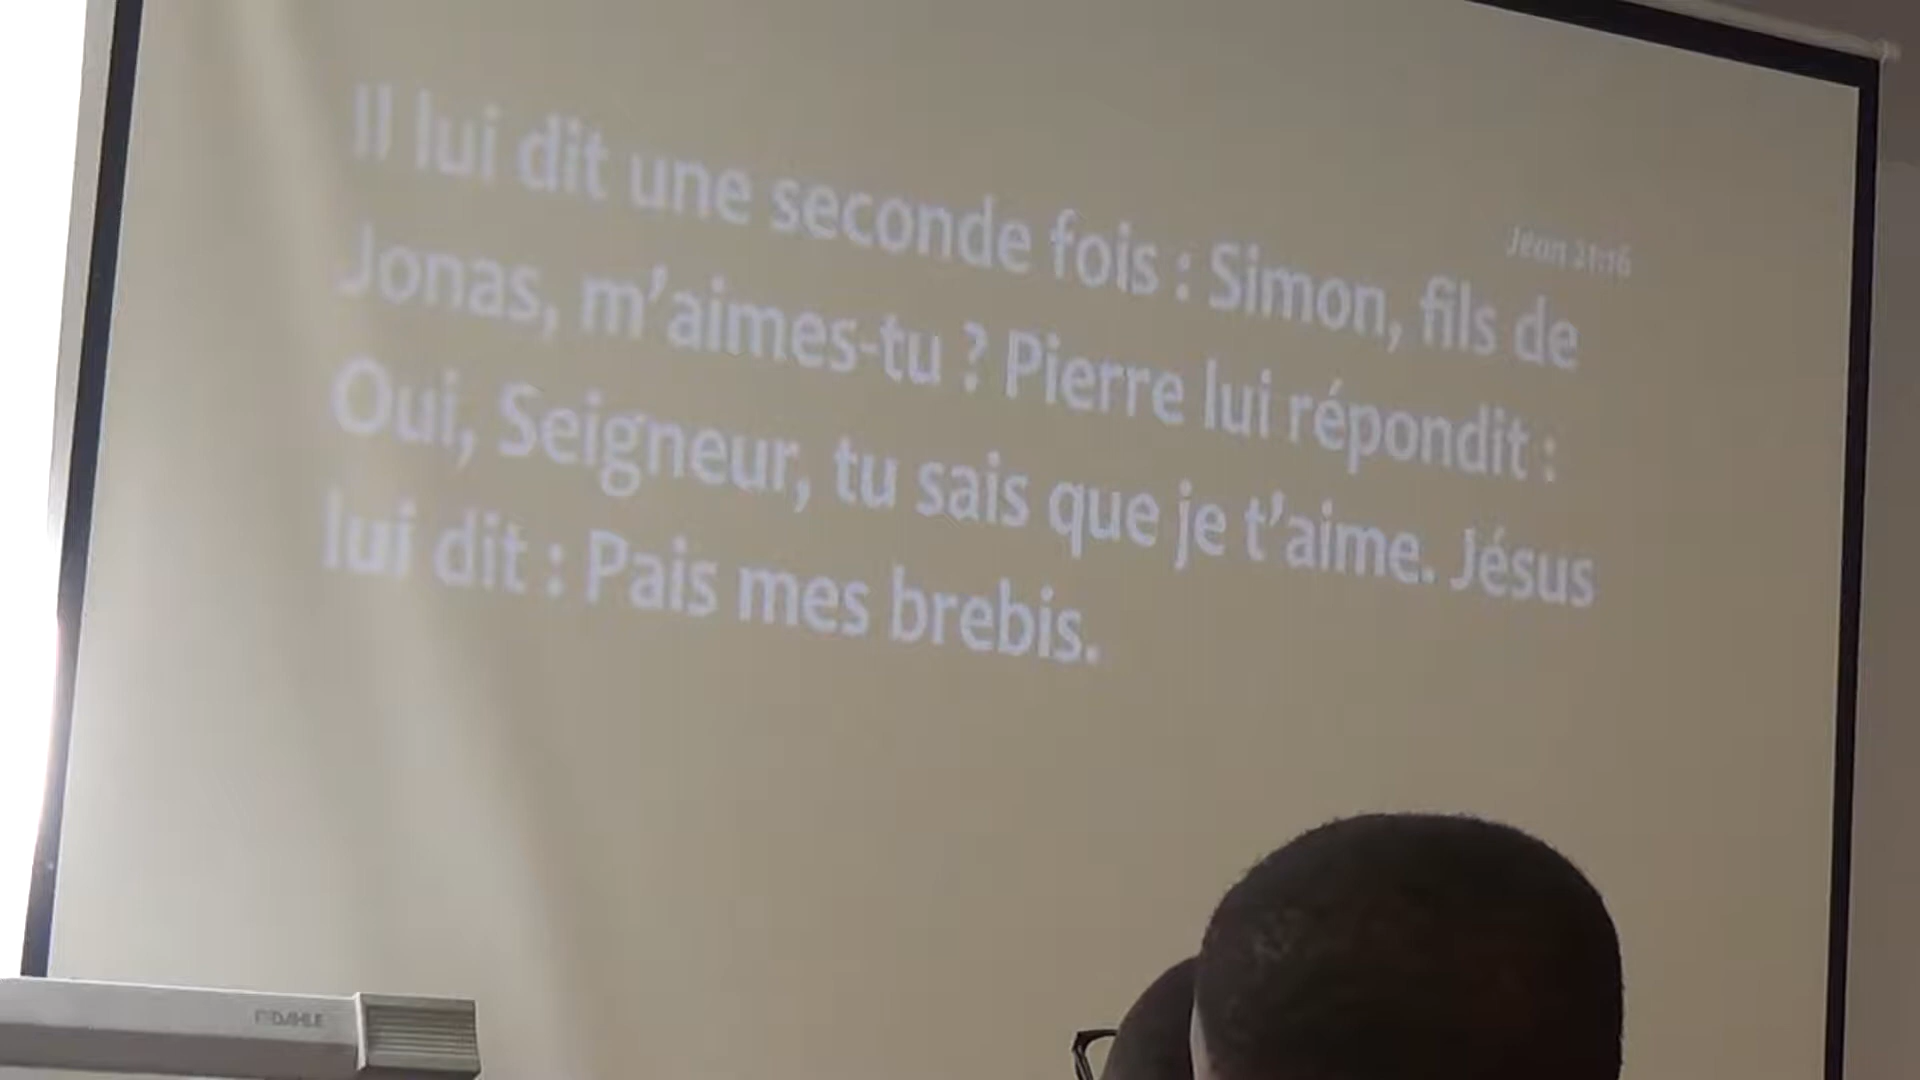 Jean 21:16
Il lui dit une seconde fois : Simon, fils de
Jonas, m'aimes-tu ? Pierre lui répondit :
Oui, Seigneur, tu sais que je t'aime. Jésus
lui dit : Pais mes brebis.
DAHLE